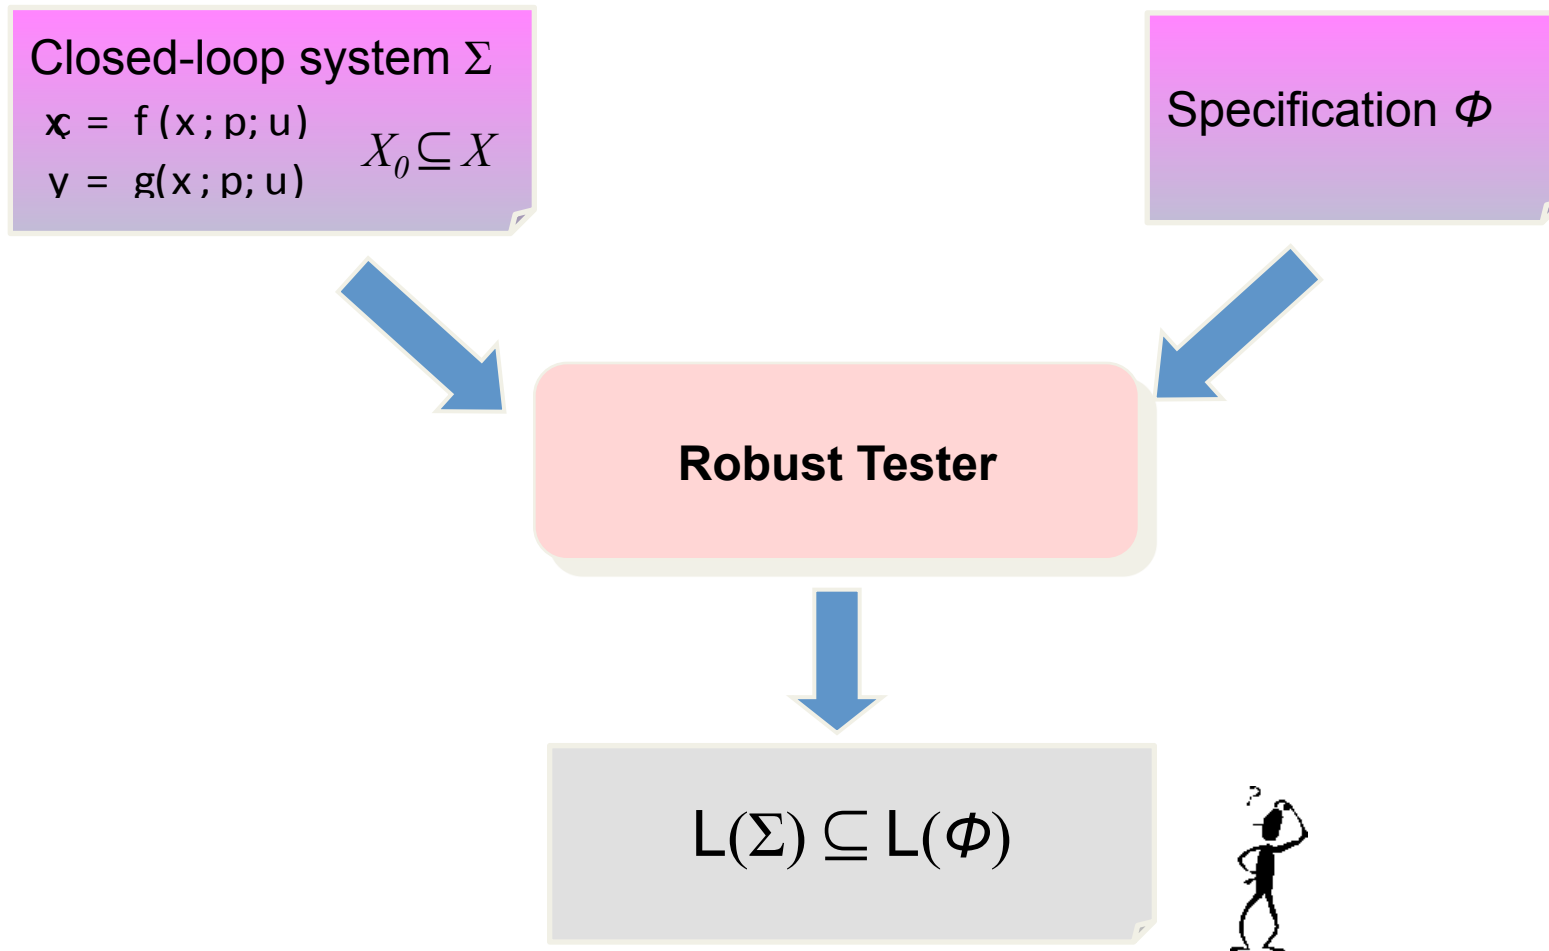 Closed-loop system Σ
ẋ = f (x ; p; u)
y = g(x ; p; u)
X₀ ⊆ X
Specification Φ
Robust Tester
L(Σ) ⊆ L(Φ)
?